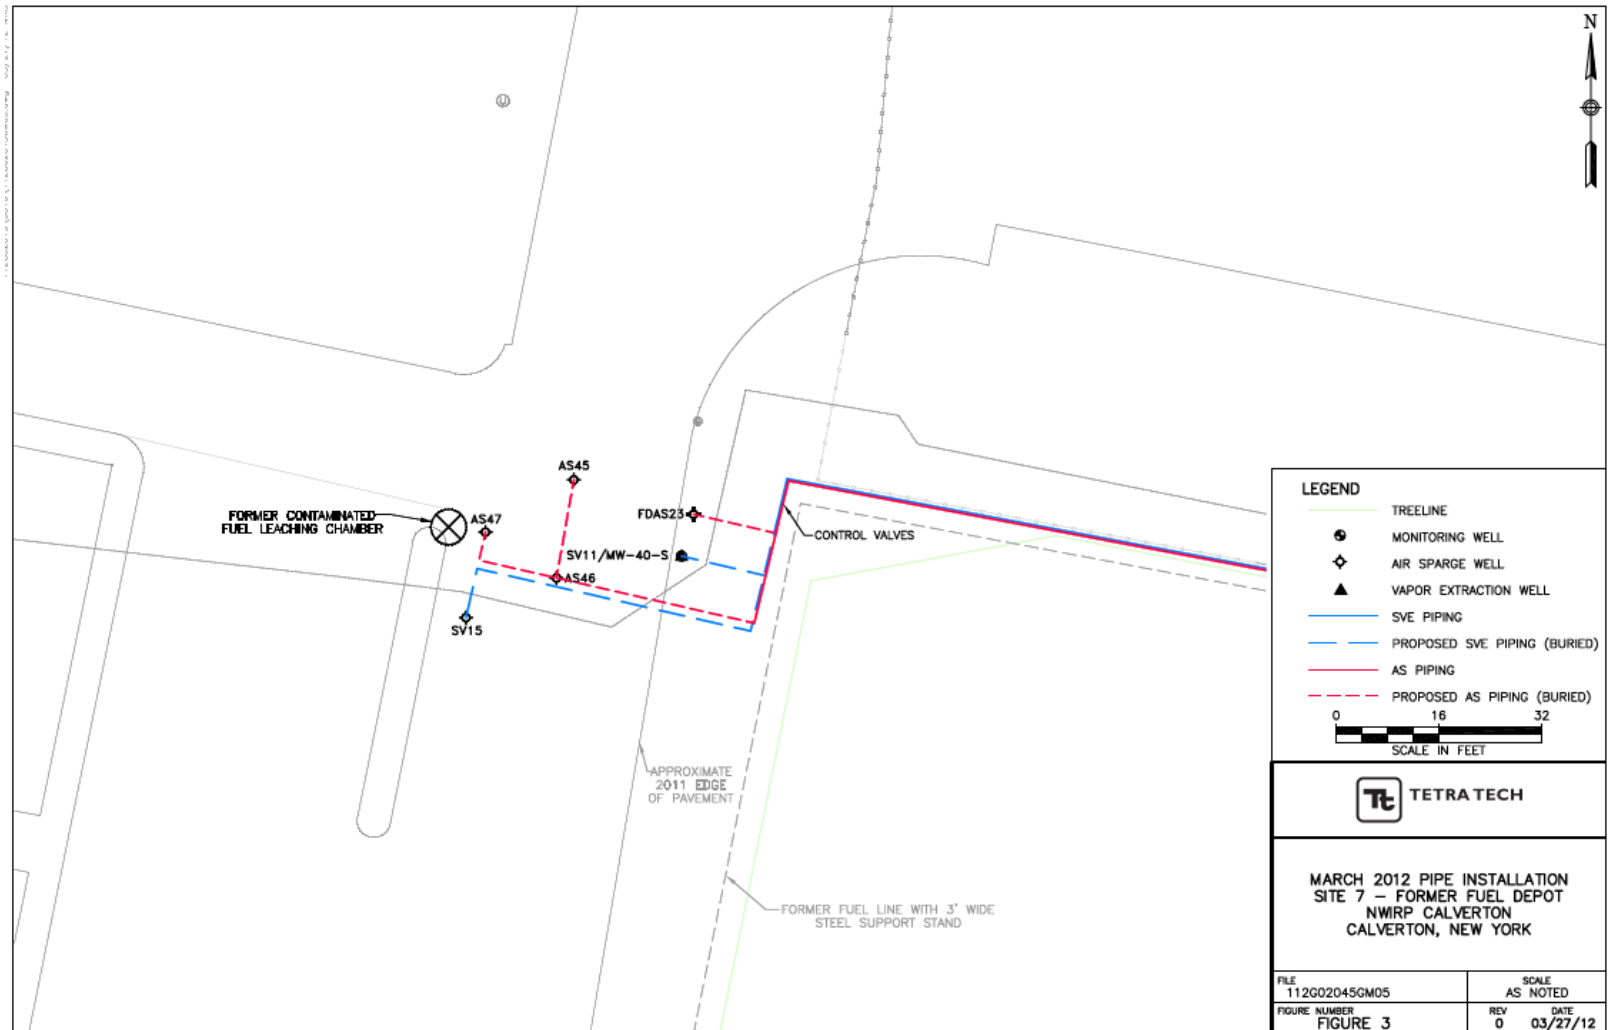 N
AS45
FORMER CONTAMINATED
FUEL LEACHING CHAMBER
AS47
FDAS23
CONTROL VALVES
SV11/MW-40-S
AS46
SV15
APPROXIMATE
2011 EDGE
OF PAVEMENT
FORMER FUEL LINE WITH 3' WIDE
STEEL SUPPORT STAND
LEGEND
TREELINE
MONITORING WELL
AIR SPARGE WELL
VAPOR EXTRACTION WELL
SVE PIPING
PROPOSED SVE PIPING (BURIED)
AS PIPING
PROPOSED AS PIPING (BURIED)
0 16 32
SCALE IN FEET
Tt TETRA TECH
MARCH 2012 PIPE INSTALLATION
SITE 7 – FORMER FUEL DEPOT
NWIRP CALVERTON
CALVERTON, NEW YORK
FILE
112G02045GM05
SCALE
AS NOTED
FIGURE NUMBER
FIGURE 3
REV
0
DATE
03/27/12